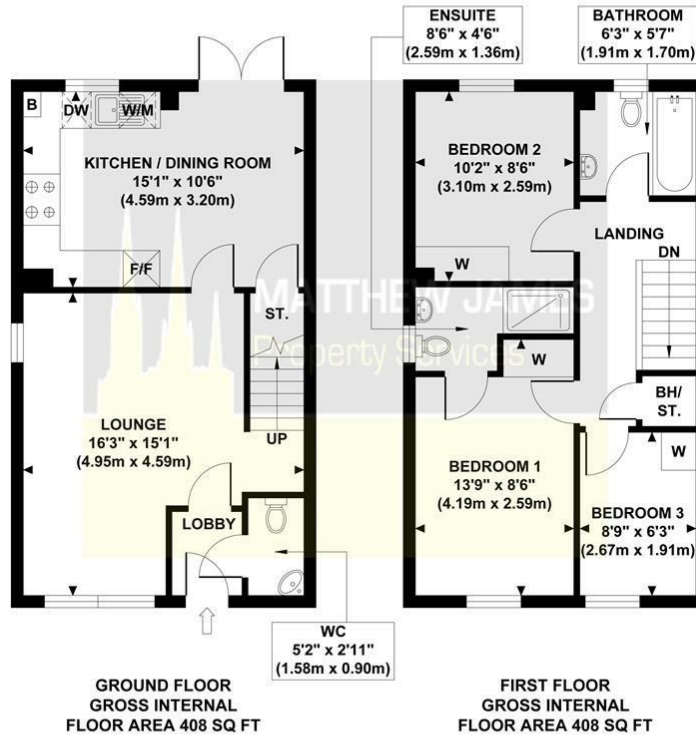 ENSUITE
8'6" x 4'6"
(2.59m x 1.36m)
BATHROOM
6'3" x 5'7"
(1.91m x 1.70m)
B
DW
W/M
KITCHEN / DINING ROOM
15'1" x 10'6"
(4.59m x 3.20m)
F/F
ST.
UP
LOUNGE
16'3" x 15'1"
(4.95m x 4.59m)
LOBBY
WC
5'2" x 2'11"
(1.58m x 0.90m)
BEDROOM 2
10'2" x 8'6"
(3.10m x 2.59m)
W
LANDING
DN
W
BH/
ST.
W
BEDROOM 1
13'9" x 8'6"
(4.19m x 2.59m)
BEDROOM 3
8'9" x 6'3"
(2.67m x 1.91m)
MATTHEW JAMES
Property Services
GROUND FLOOR
GROSS INTERNAL
FLOOR AREA 408 SQ FT
FIRST FLOOR
GROSS INTERNAL
FLOOR AREA 408 SQ FT